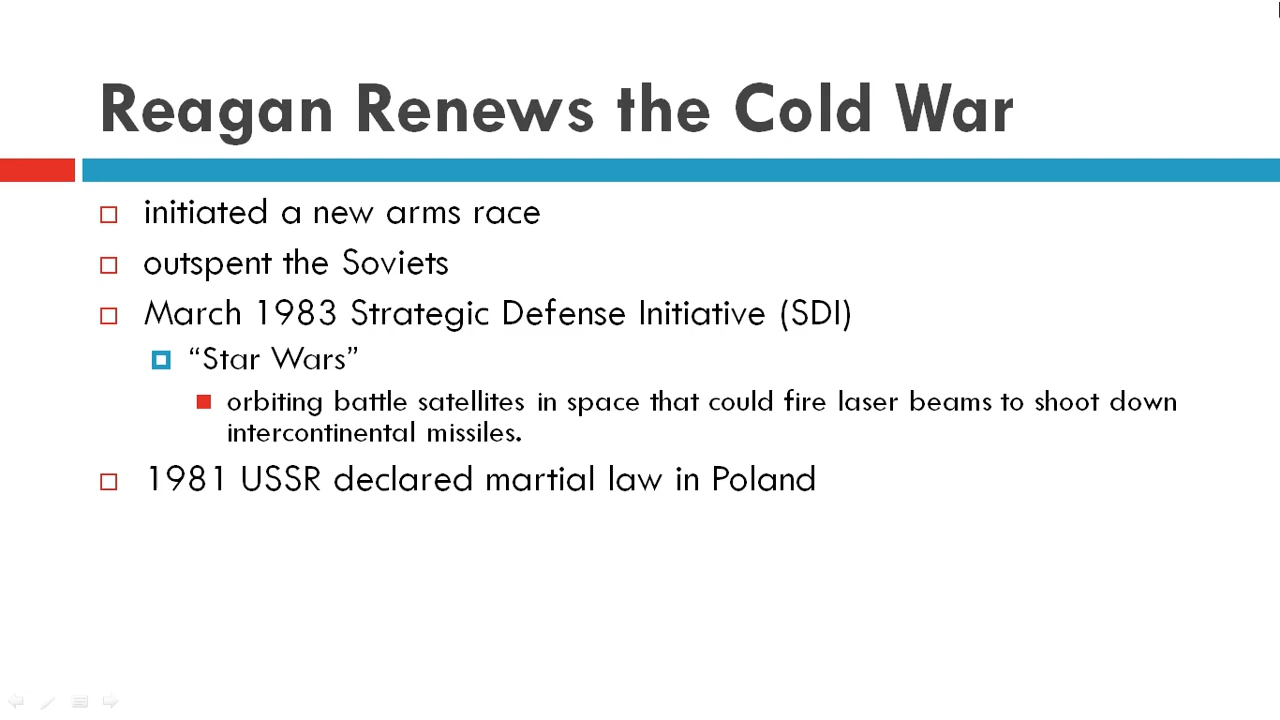 Reagan Renews the Cold War
initiated a new arms race
outspent the Soviets
March 1983 Strategic Defense Initiative (SDI)
“Star Wars”
orbiting battle satellites in space that could fire laser beams to shoot down
intercontinental missiles.
1981 USSR declared martial law in Poland